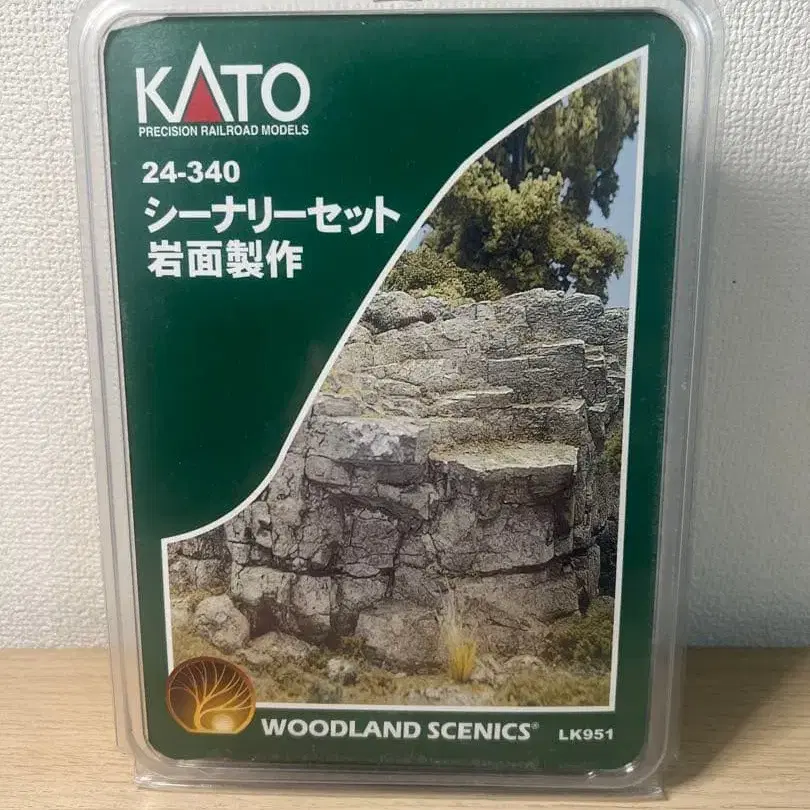 KATO
PRECISION RAILROAD MODELS
24-340
シーナリーセット
岩面製作
WOODLAND SCENICS® LK951